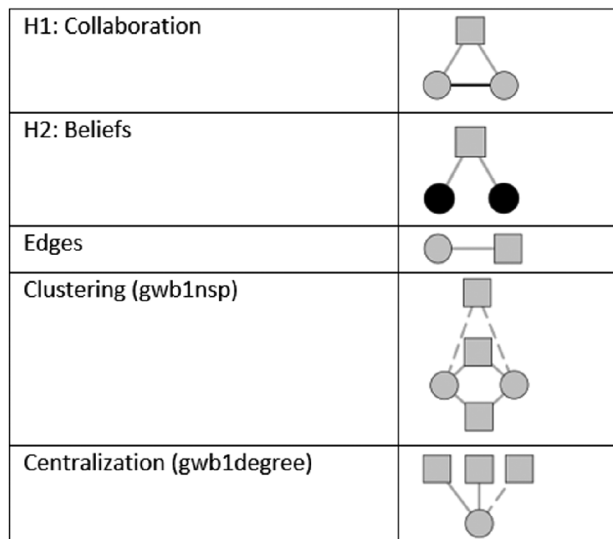 H1: Collaboration
H2: Beliefs
Edges
Clustering (gwb1nsp)
Centralization (gwb1degree)